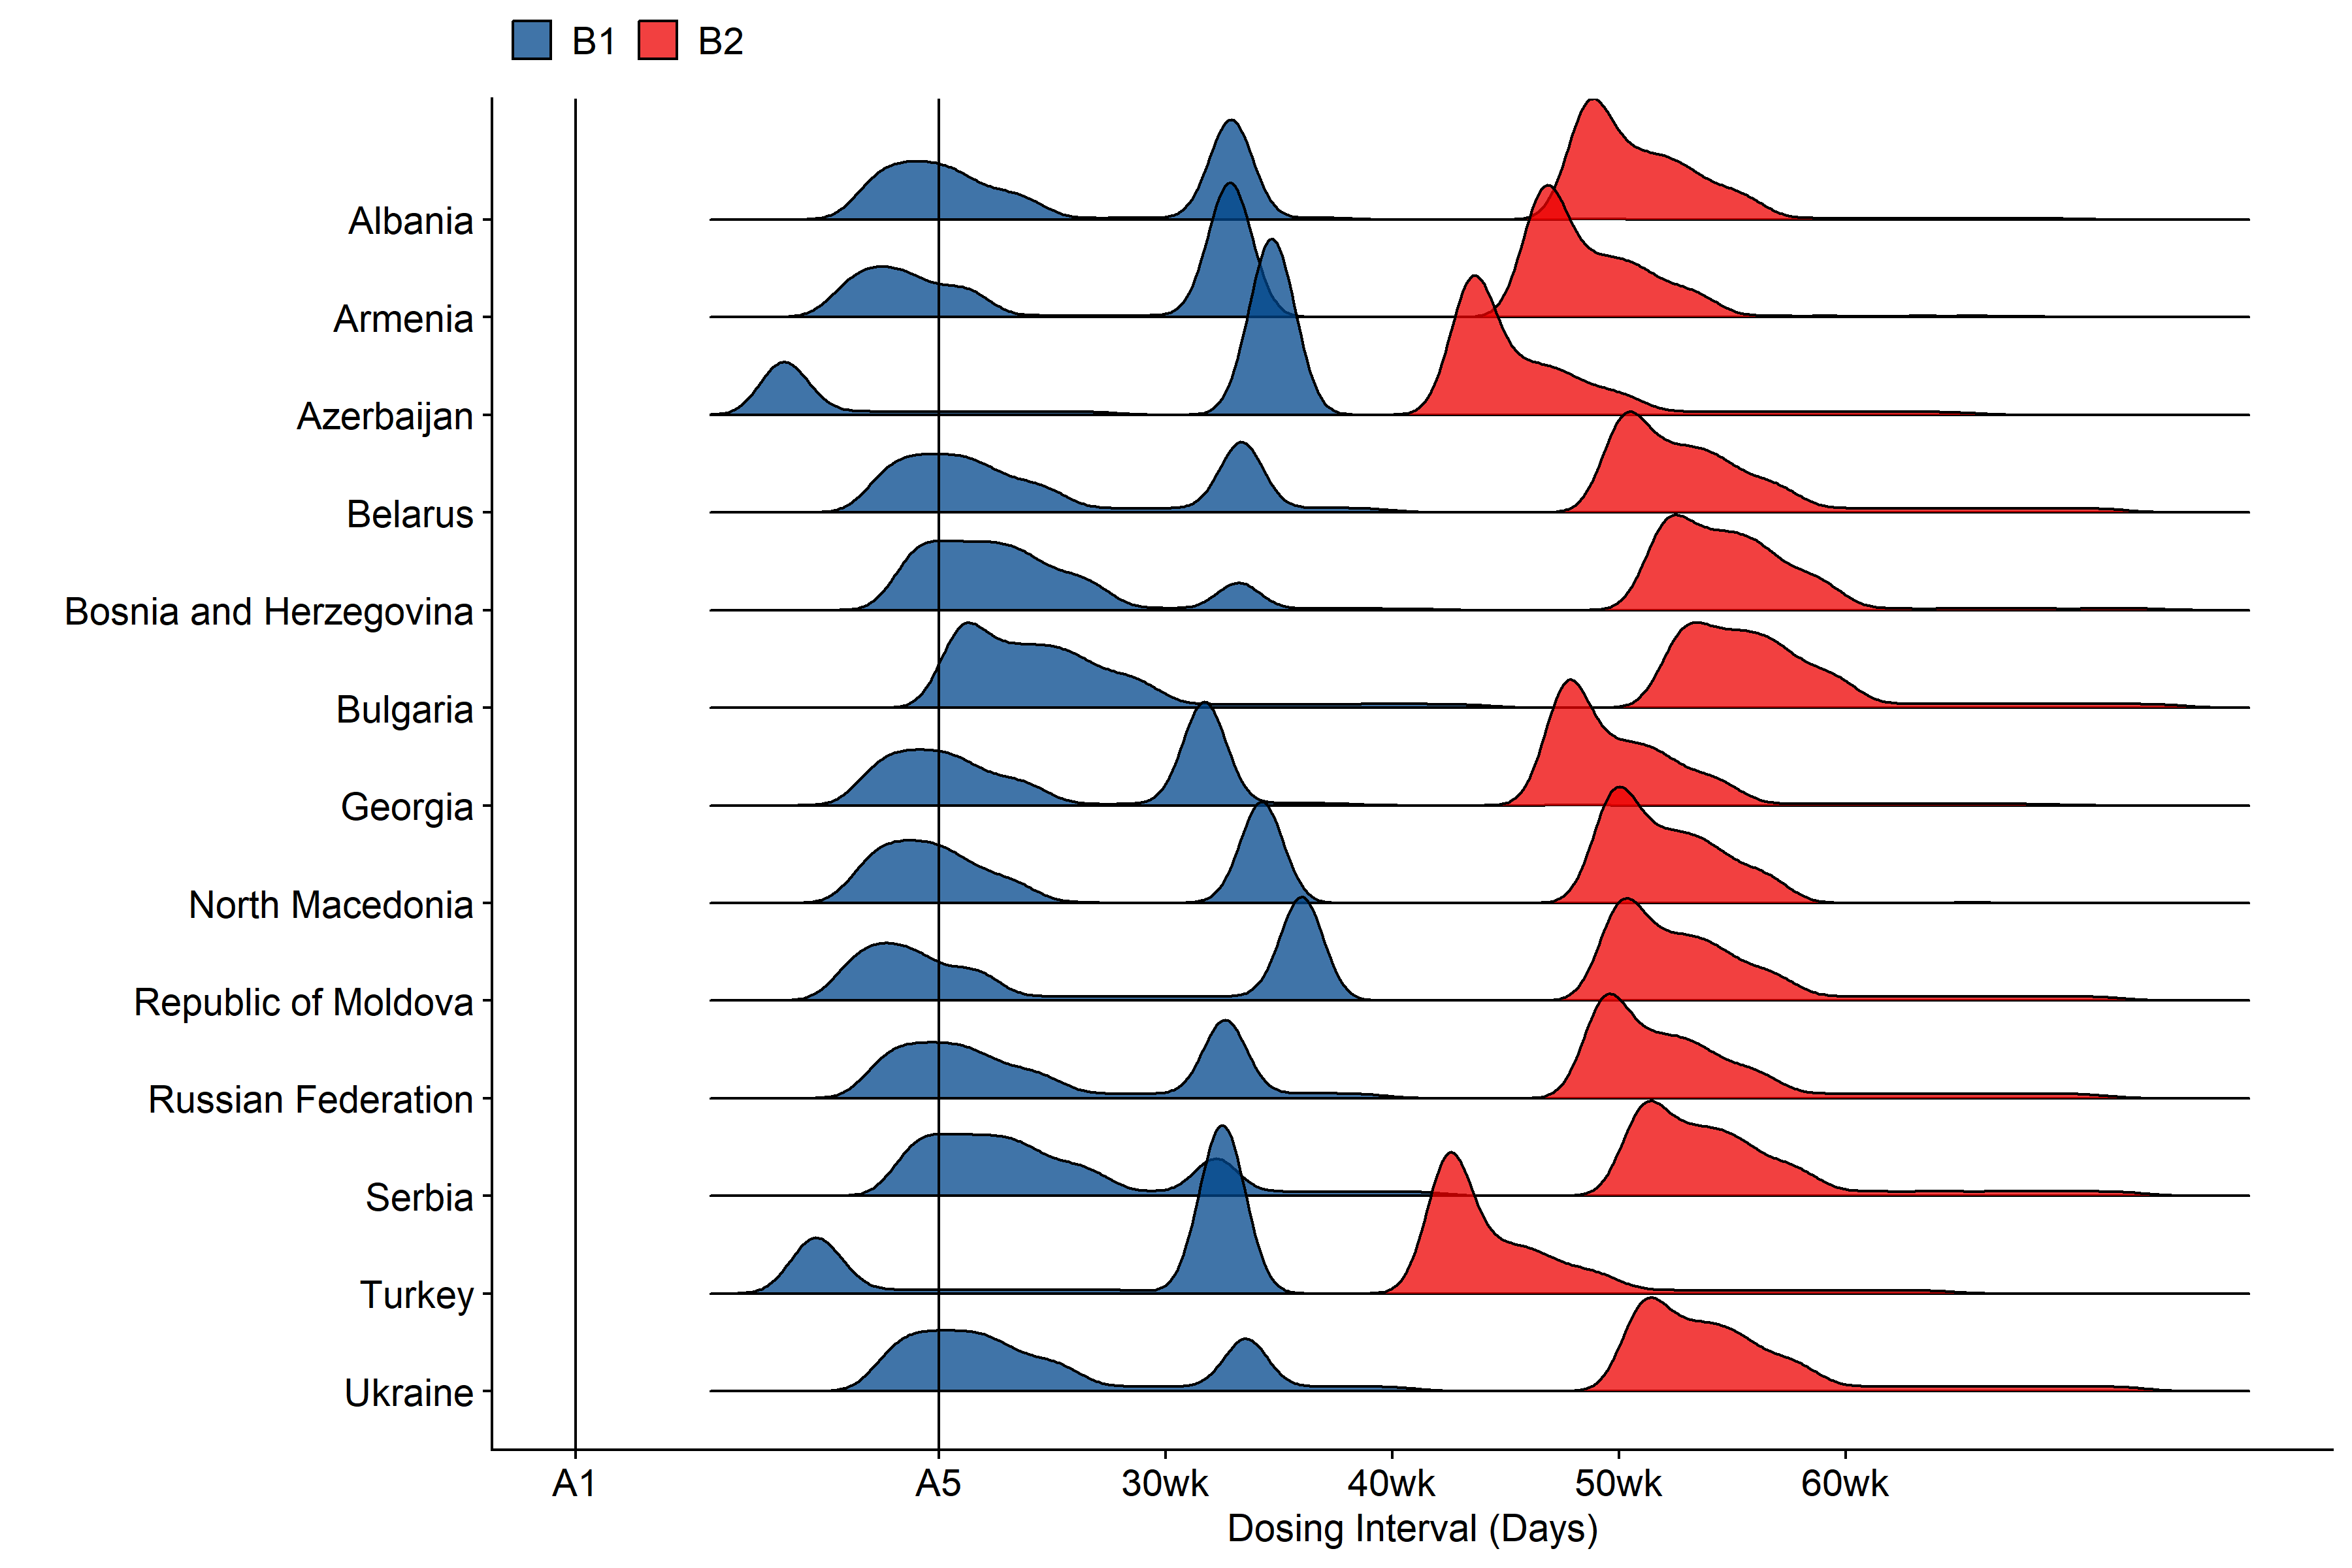 B1 B2
Albania
Armenia
Azerbaijan
Belarus
Bosnia and Herzegovina
Bulgaria
Georgia
North Macedonia
Republic of Moldova
Russian Federation
Serbia
Turkey
Ukraine
A1 A5 30wk 40wk 50wk 60wk
Dosing Interval (Days)